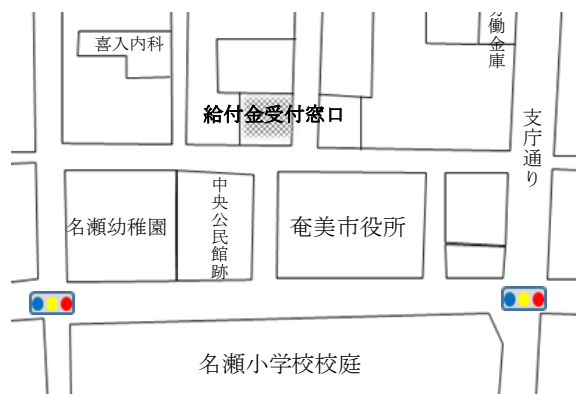 喜入内科
労働金庫
給付金受付窓口
支庁通り
名瀬幼稚園
中央公民館跡
奄美市役所
名瀬小学校校庭